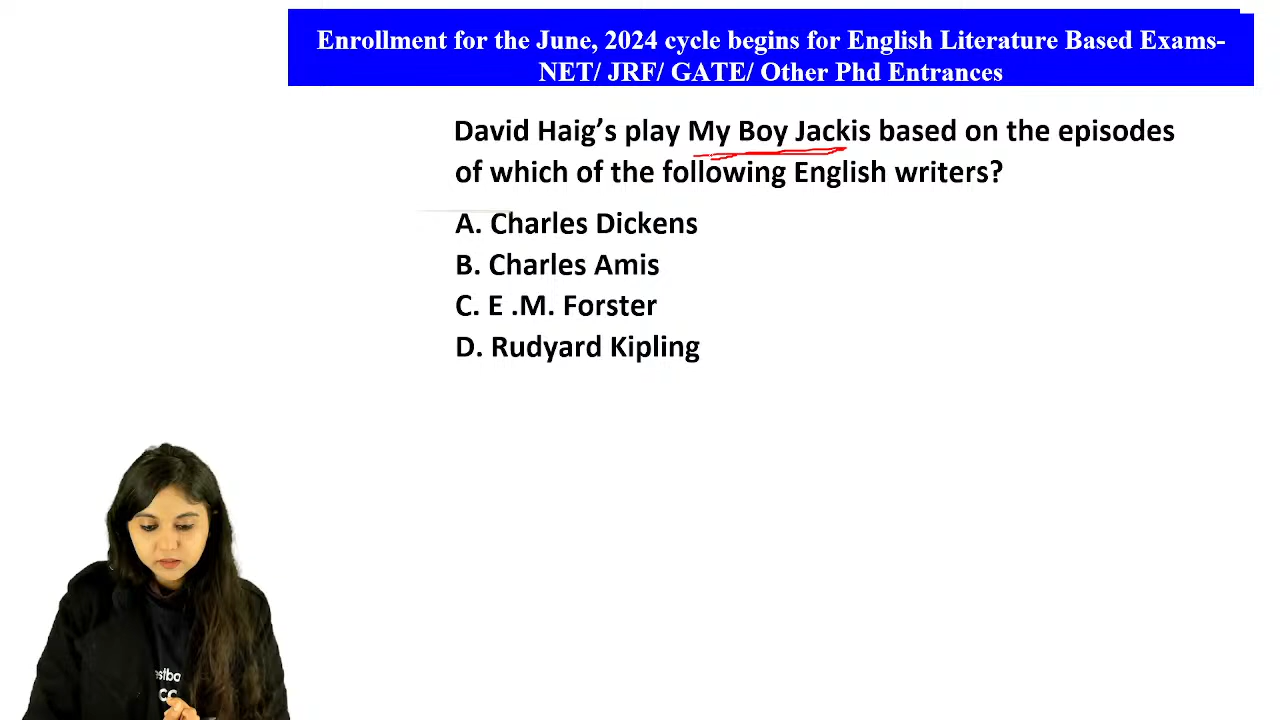 Enrollment for the June, 2024 cycle begins for English Literature Based Exams-
NET/ JRF/ GATE/ Other Phd Entrances
David Haig’s play My Boy Jackis based on the episodes
of which of the following English writers?
A. Charles Dickens
B. Charles Amis
C. E .M. Forster
D. Rudyard Kipling